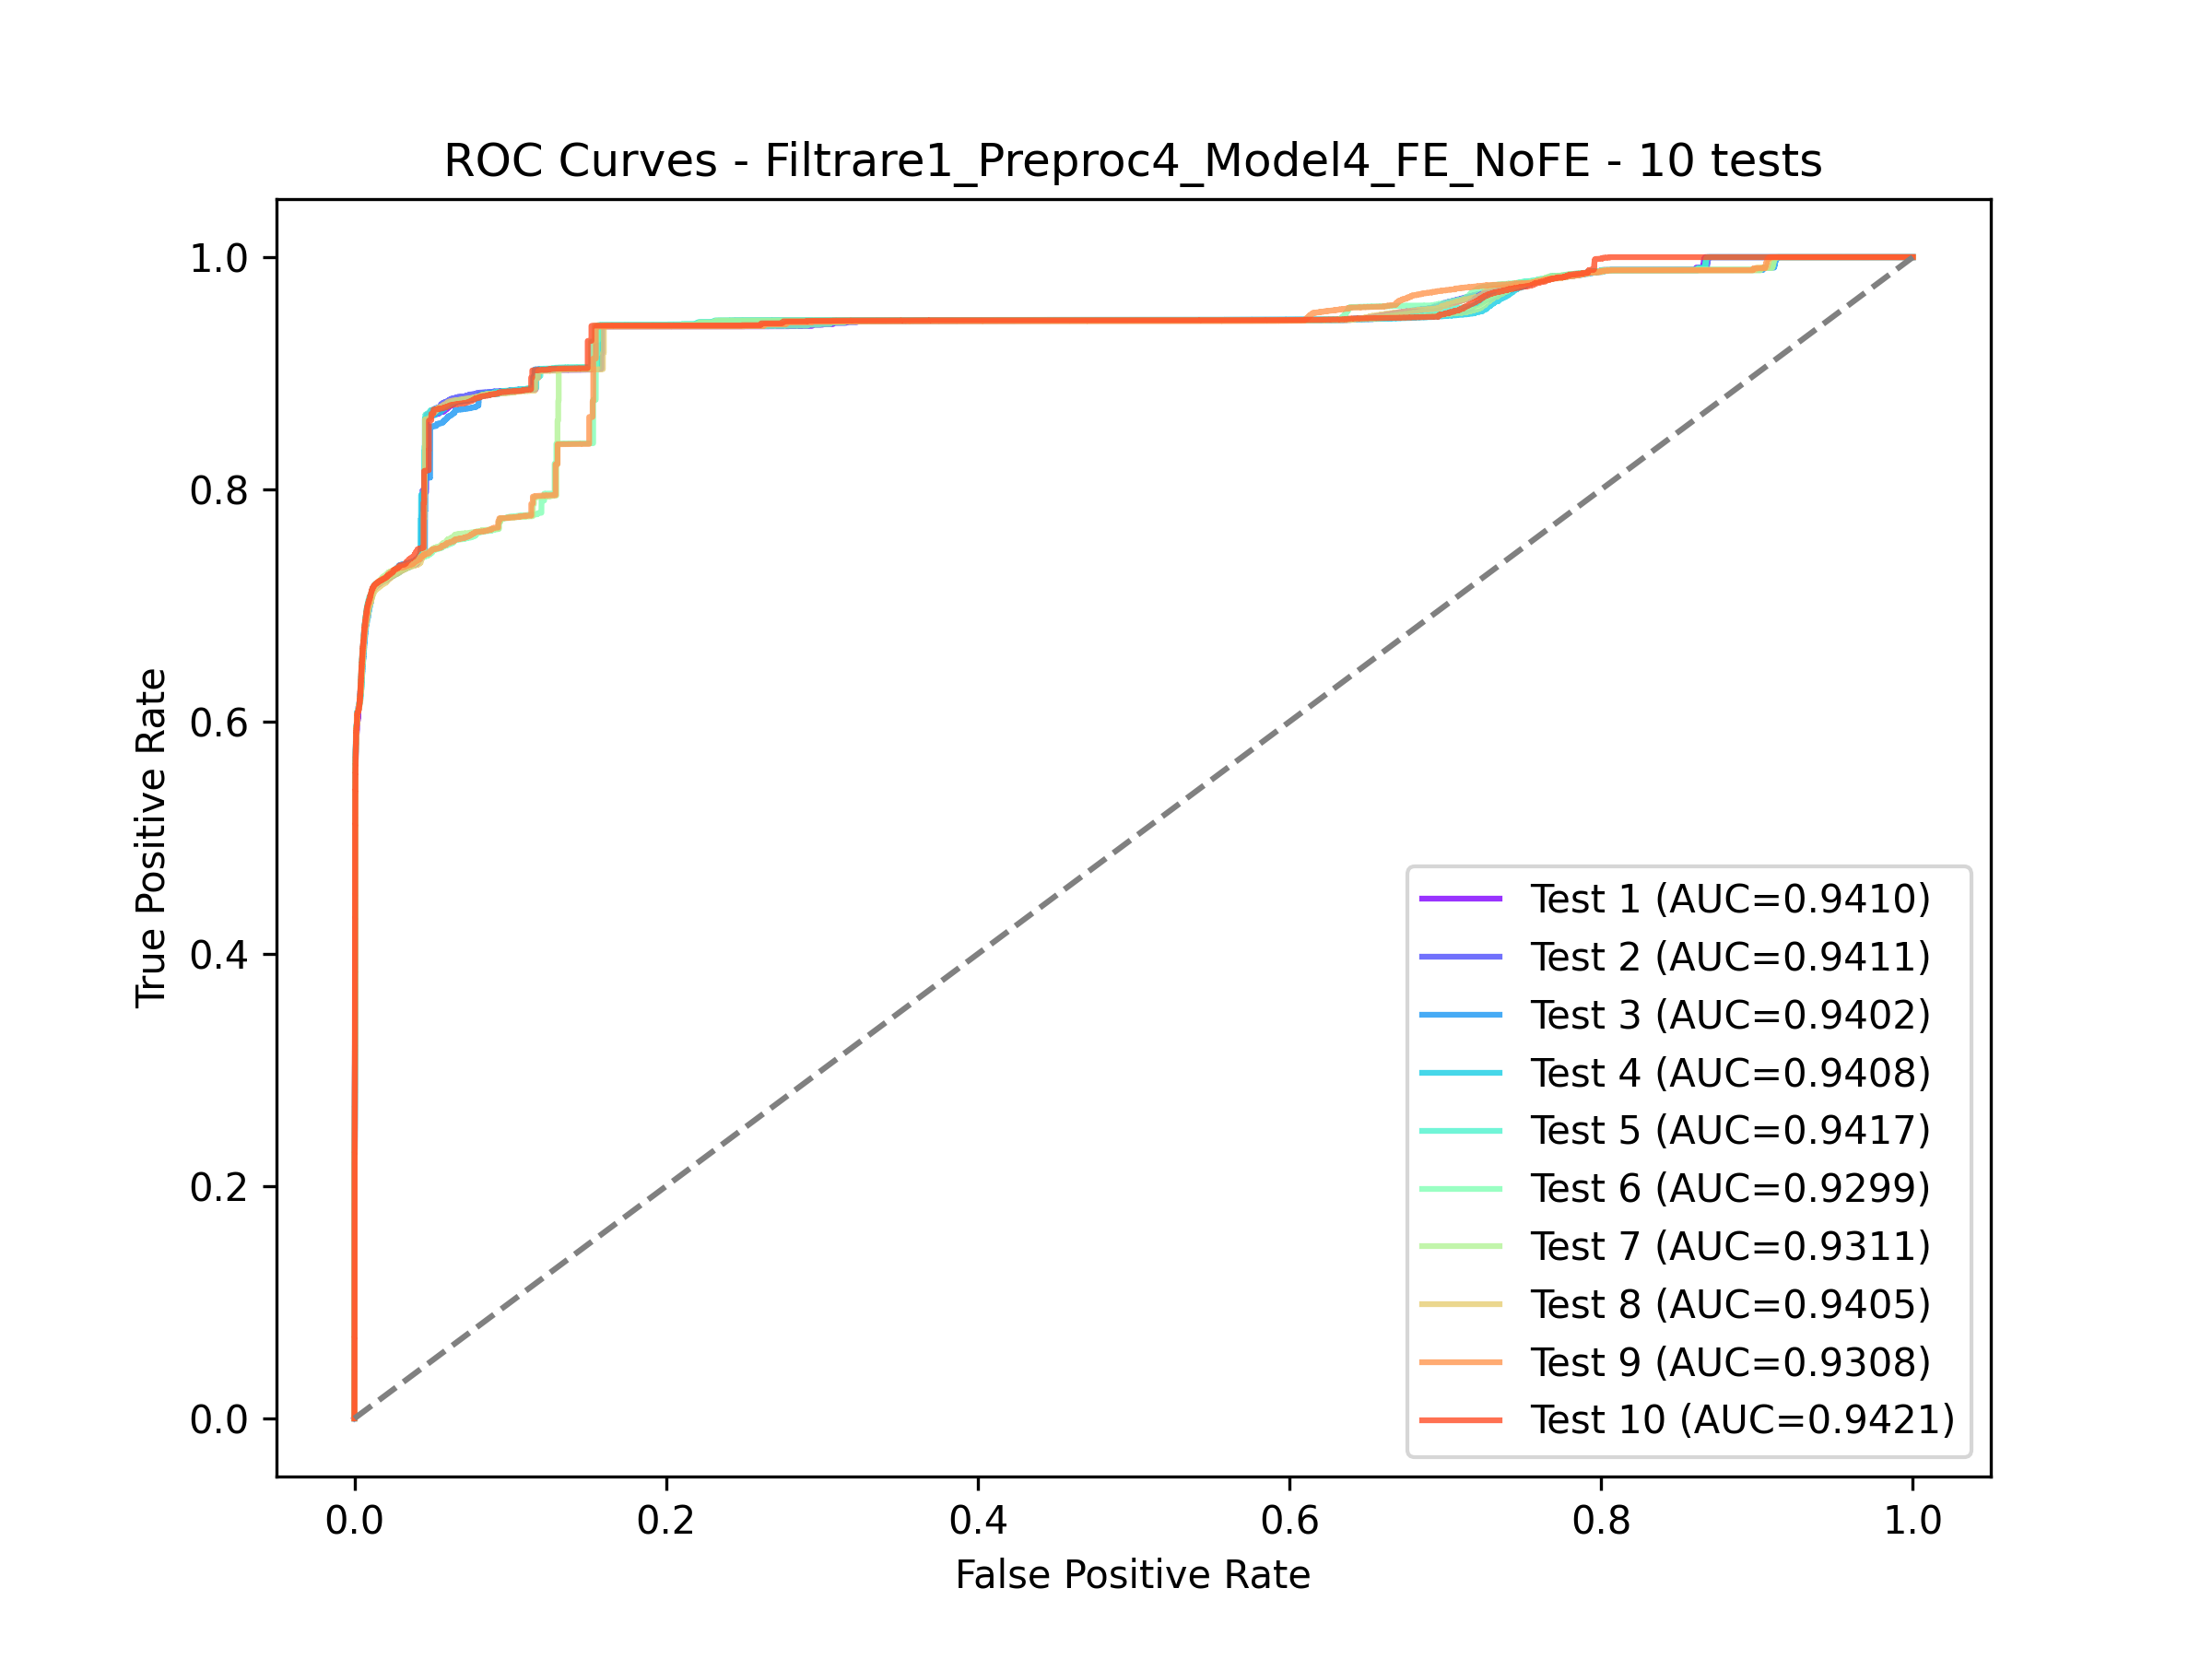 ROC Curves - Filtrare1_Preproc4_Model4_FE_NoFE - 10 tests
1.0
0.8
0.6
0.4
0.2
0.0
True Positive Rate
Test 1 (AUC=0.9410)
Test 2 (AUC=0.9411)
Test 3 (AUC=0.9402)
Test 4 (AUC=0.9408)
Test 5 (AUC=0.9417)
Test 6 (AUC=0.9299)
Test 7 (AUC=0.9311)
Test 8 (AUC=0.9405)
Test 9 (AUC=0.9308)
Test 10 (AUC=0.9421)
0.0 0.2 0.4 0.6 0.8 1.0
False Positive Rate